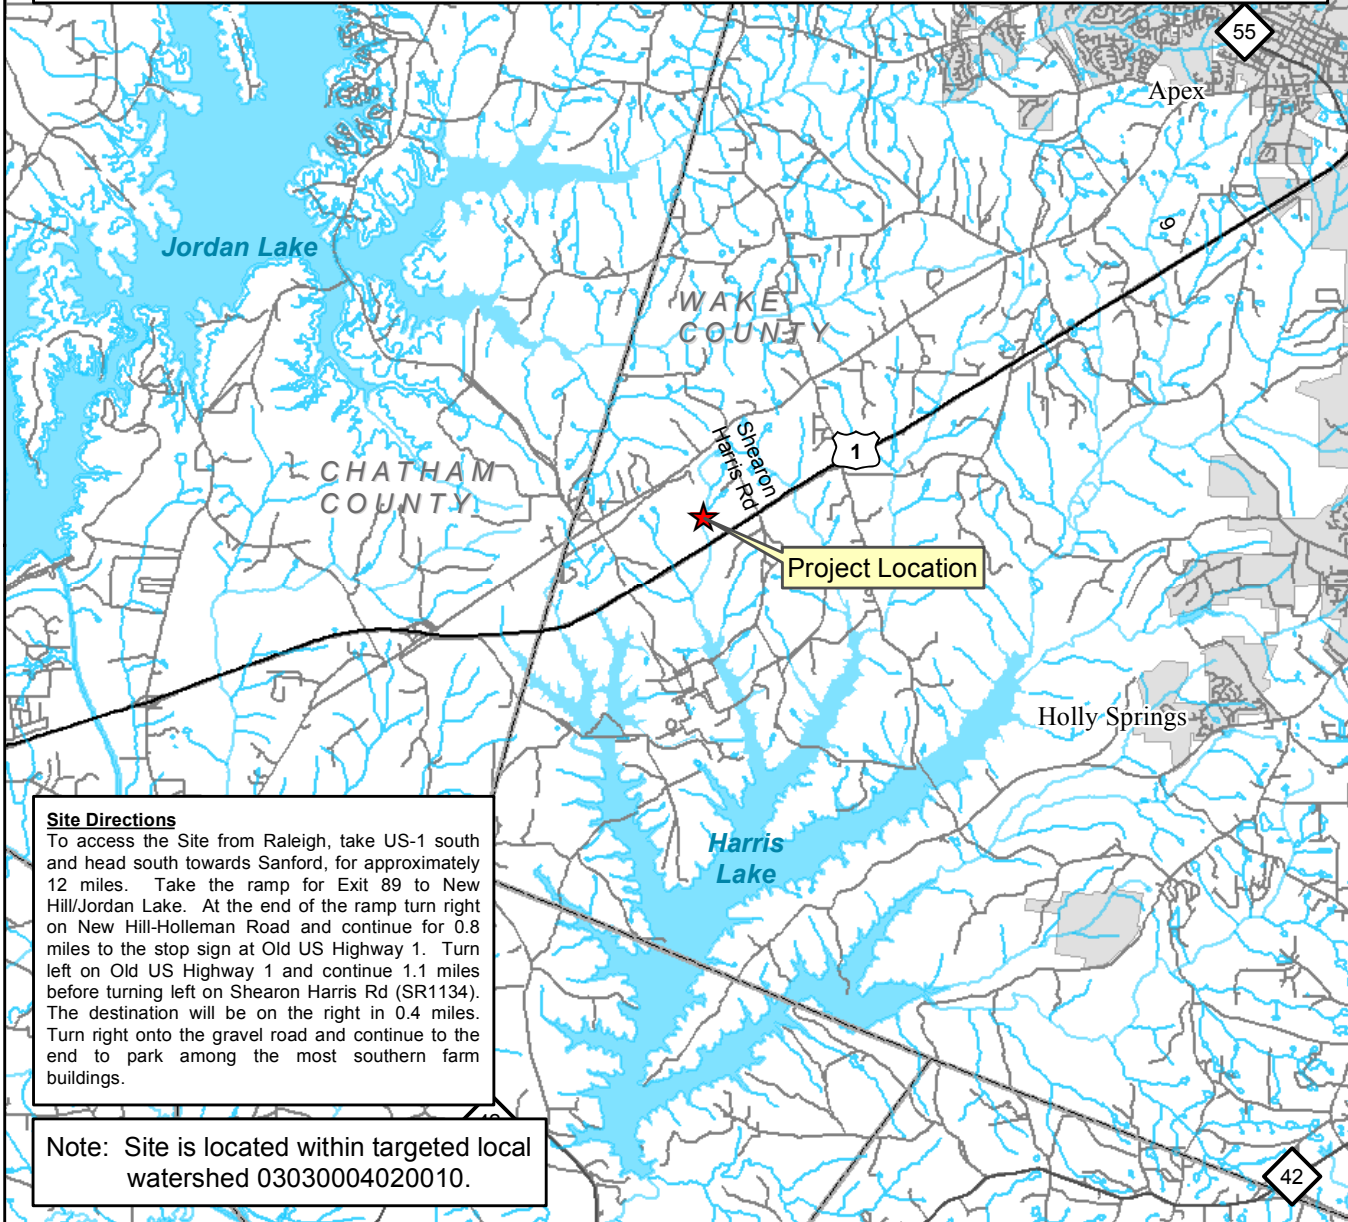 55
Apex
Jordan Lake
9
WAKE
COUNTY
Shearon
Harris Rd
1
CHATHAM
COUNTY
Project Location
Holly Springs
Harris
Lake
Site Directions
To access the Site from Raleigh, take US-1 south
and head south towards Sanford, for approximately
12 miles. Take the ramp for Exit 89 to New
Hill/Jordan Lake. At the end of the ramp turn right
on New Hill-Holleman Road and continue for 0.8
miles to the stop sign at Old US Highway 1. Turn
left on Old US Highway 1 and continue 1.1 miles
before turning left on Shearon Harris Rd (SR1134).
The destination will be on the right in 0.4 miles.
Turn right onto the gravel road and continue to the
end to park among the most southern farm
buildings.
Note: Site is located within targeted local
watershed 03030004020010.
42